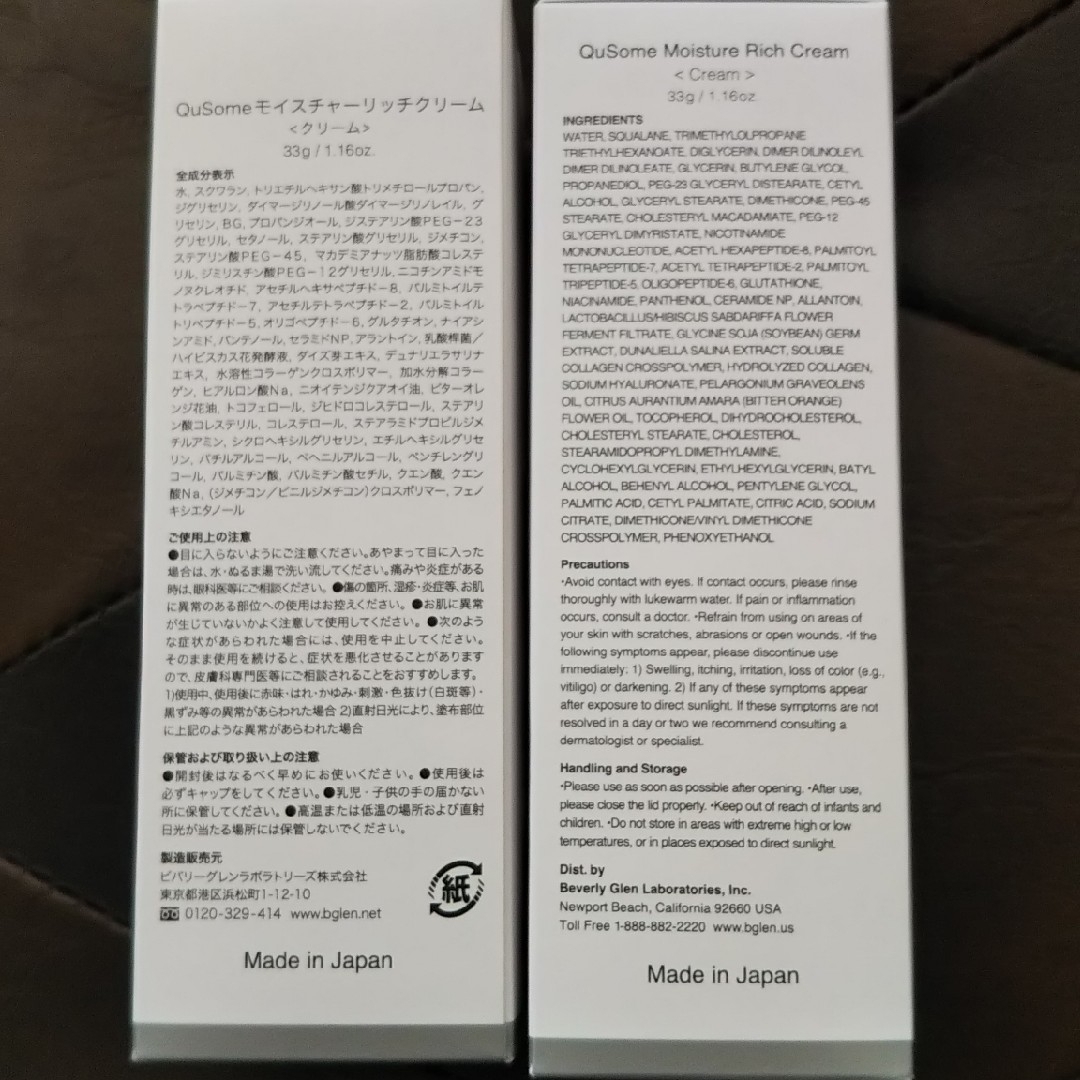 QuSomeモイスチャーリッチクリーム
<クリーム>
33g / 1.16oz.
全成分表示
水, スクワラン, トリエチルヘキサン酸トリメチロールプロパン,
ジグリセリン, ダイマージリノール酸ダイマージリノレイル, グ
リセリン, BG, プロパンジオール, ジステアリン酸PEG-23
グリセリル, セタノール, ステアリン酸グリセリル, ジメチコン,
ステアリン酸PEG-45, マカデミアナッツ脂肪酸コレステ
リル, ジミリスチン酸PEG-12グリセリル, ニコチンアミドモ
ノヌクレオチド, アセチルヘキサペプチド-8, パルミトイルテ
トラペプチド-7, アセチルテトラペプチド-2, パルミトイル
トリペプチド-5, オリゴペプチド-6, グルタチオン, ナイアシ
ンアミド, パンテノール, セラミドNP, アラントイン, 乳酸桿菌/
ハイビスカス花発酵液, ダイズ芽エキス, デュナリエラサリナ
エキス, 水溶性コラーゲンクロスポリマー, 加水分解コラー
ゲン, ヒアルロン酸Na, ニオイテンジクアオイ油, ビターオレ
ンジ花油, トコフェロール, ジヒドロコレステロール, ステアリ
ン酸コレステリル, コレステロール, ステアラミドプロピルジメ
チルアミン, シクロヘキシルグリセリン, エチルヘキシルグリセ
リン, バチルアルコール, ベヘニルアルコール, ペンチレングリ
コール, パルミチン酸, パルミチン酸セチル, クエン酸, クエン
酸Na, (ジメチコン/ビニルジメチコン)クロスポリマー, フェノ
キシエタノール
ご使用上の注意
●目に入らないようにご注意ください。あやまって目に入った
場合は、水・ぬるま湯で洗い流してください。痛みや炎症がある
時は、眼科医等にご相談ください。●傷の箇所、湿疹・炎症等、お肌
に異常のある部位への使用はお控えください。●お肌に異常
が生じていないかよく注意して使用してください。●次のよう
な症状があらわれた場合には、使用を中止してください。
そのまま使用を続けると、症状を悪化させることがあります
ので、皮膚科専門医等にご相談されることをおすすめします。
1)使用中、使用後に赤味・はれ・かゆみ・刺激・色抜け(白斑等)・
黒ずみ等の異常があらわれた場合 2)直射日光により、塗布部位
に上記のような異常があらわれた場合
保管および取り扱い上の注意
●開封後はなるべく早めにお使いください。●使用後は
必ずキャップをしてください。●乳児・子供の手の届かない
所に保管してください。●高温または低温の場所および直射
日光が当たる場所には保管しないでください。
製造販売元
ビバリーグレンラボラトリーズ株式会社
東京都港区浜松町1-12-10
0120-329-414 www.bglen.net
紙
Made in Japan
QuSome Moisture Rich Cream
< Cream >
33g / 1.16oz.
INGREDIENTS
WATER, SQUALANE, TRIMETHYLOLPROPANE
TRIETHYLHEXANOATE, DIGLYCERIN, DIMER DILINOLEYL
DIMER DILINOLEATE, GLYCERIN, BUTYLENE GLYCOL,
PROPANEDIOL, PEG-23 GLYCERYL DISTEARATE, CETYL
ALCOHOL, GLYCERYL STEARATE, DIMETHICONE, PEG-45
STEARATE, CHOLESTERYL MACADAMIATE, PEG-12
GLYCERYL DIMYRISTATE, NICOTINAMIDE
MONONUCLEOTIDE, ACETYL HEXAPEPTIDE-8, PALMITOYL
TETRAPEPTIDE-7, ACETYL TETRAPEPTIDE-2, PALMITOYL
TRIPEPTIDE-5, OLIGOPEPTIDE-6, GLUTATHIONE,
NIACINAMIDE, PANTHENOL, CERAMIDE NP, ALLANTOIN,
LACTOBACILLUS/HIBISCUS SABDARIFFA FLOWER
FERMENT FILTRATE, GLYCINE SOJA (SOYBEAN) GERM
EXTRACT, DUNALIELLA SALINA EXTRACT, SOLUBLE
COLLAGEN CROSSPOLYMER, HYDROLYZED COLLAGEN,
SODIUM HYALURONATE, PELARGONIUM GRAVEOLENS
OIL, CITRUS AURANTIUM AMARA (BITTER ORANGE)
FLOWER OIL, TOCOPHEROL, DIHYDROCHOLESTEROL,
CHOLESTERYL STEARATE, CHOLESTEROL,
STEARAMIDOPROPYL DIMETHYLAMINE,
CYCLOHEXYLGLYCERIN, ETHYLHEXYLGLYCERIN, BATYL
ALCOHOL, BEHENYL ALCOHOL, PENTYLENE GLYCOL,
PALMITIC ACID, CETYL PALMITATE, CITRIC ACID, SODIUM
CITRATE, DIMETHICONE/VINYL DIMETHICONE
CROSSPOLYMER, PHENOXYETHANOL
Precautions
•Avoid contact with eyes. If contact occurs, please rinse
thoroughly with lukewarm water. If pain or inflammation
occurs, consult a doctor. •Refrain from using on areas of
your skin with scratches, abrasions or open wounds. •If the
following symptoms appear, please discontinue use
immediately: 1) Swelling, itching, irritation, loss of color (e.g.,
vitiligo) or darkening. 2) If any of these symptoms appear
after exposure to direct sunlight. If these symptoms are not
resolved in a day or two we recommend consulting a
dermatologist or specialist.
Handling and Storage
•Please use as soon as possible after opening. •After use,
please close the lid properly. •Keep out of reach of infants and
children. •Do not store in areas with extreme high or low
temperatures, or in places exposed to direct sunlight.
Dist. by
Beverly Glen Laboratories, Inc.
Newport Beach, California 92660 USA
Toll Free 1-888-882-2220 www.bglen.us
Made in Japan